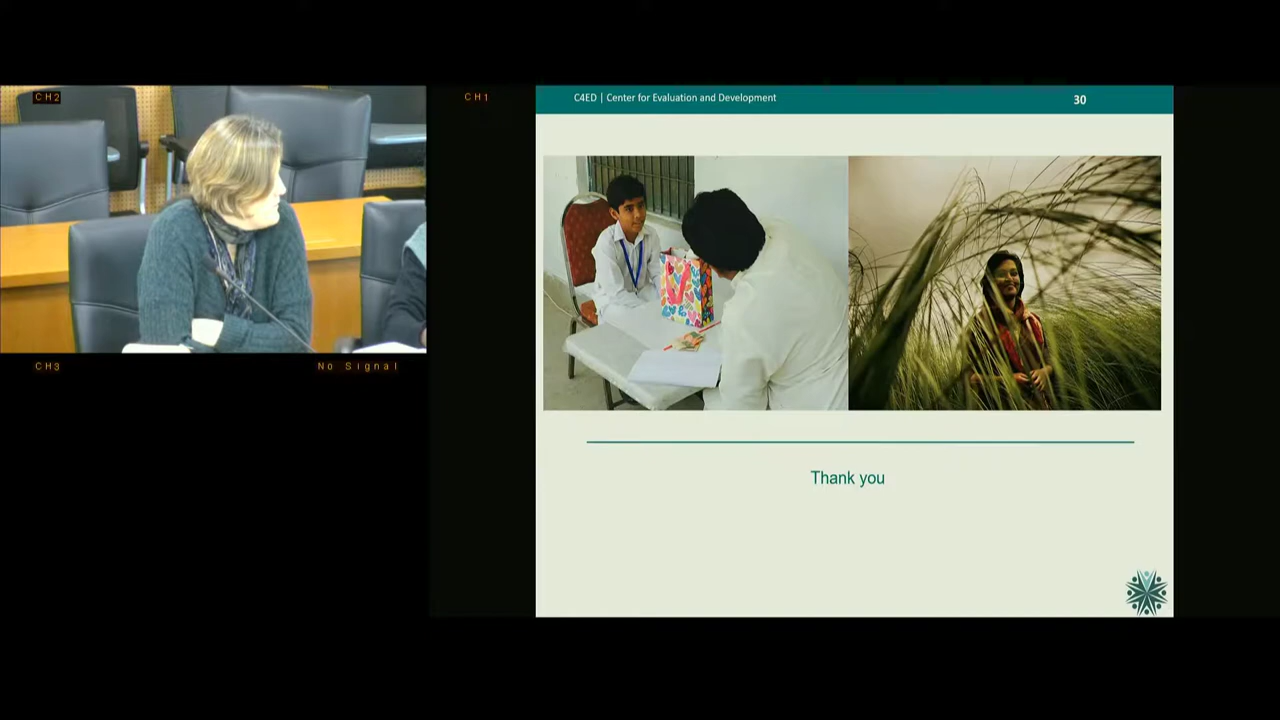 CH2
CH1
C4ED | Center for Evaluation and Development
30
CH3
No Signal
Thank you